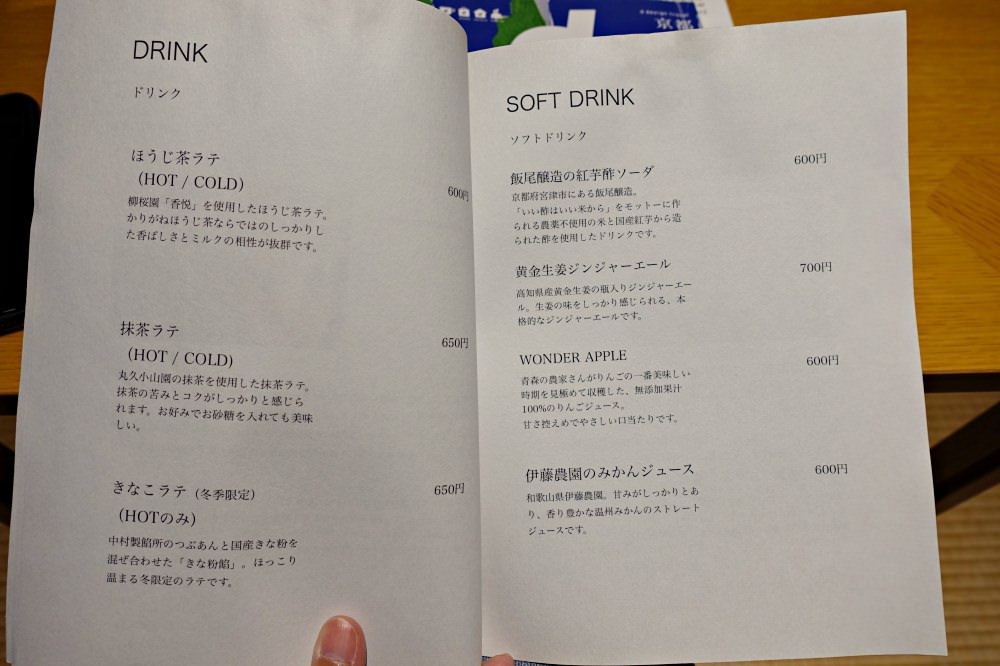 京都
DRINK
ドリンク
ほうじ茶ラテ
(HOT / COLD)
600円
柳桜園「香悦」を使用したほうじ茶ラテ。
かりがねほうじ茶ならではのしっかりし
た香ばしさとミルクの相性が抜群です。
抹茶ラテ
(HOT / COLD)
650円
丸久小山園の抹茶を使用した抹茶ラテ。
抹茶の苦みとコクがしっかりと感じら
れます。お好みでお砂糖を入れても美味
しい。
きなこラテ (冬季限定)
(HOTのみ)
650円
中村製餡所のつぶあんと国産きな粉を
混ぜ合わせた「きな粉餡」。ほっこり
温まる冬限定のラテです。
SOFT DRINK
ソフトドリンク
飯尾醸造の紅芋酢ソーダ
600円
京都府宮津市にある飯尾醸造。
「いい酢はいい米から」をモットーに作
られる農薬不使用の米と国産紅芋から造
られた酢を使用したドリンクです。
黄金生姜ジンジャーエール
700円
高知県産黄金生姜の瓶入りジンジャーエー
ル。生姜の味をしっかり感じられる、本
格的なジンジャーエールです。
WONDER APPLE
600円
青森の農家さんがりんごの一番美味しい
時期を見極めて収穫した、無添加果汁
100%のりんごジュース。
甘さ控えめでやさしい口当たりです。
伊藤農園のみかんジュース
600円
和歌山県伊藤農園。甘みがしっかりとあ
り、香り豊かな温州みかんのストレート
ジュースです。